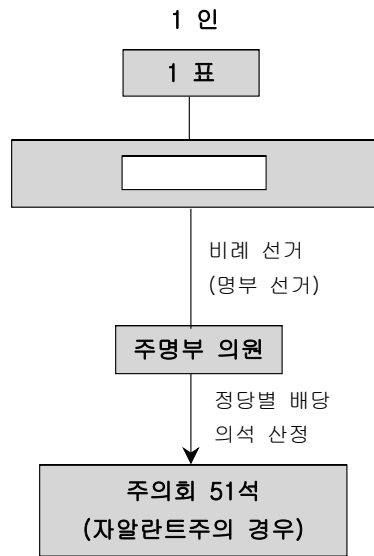 1 인
1 표
비례 선거
(명부 선거)
주명부 의원
정당별 배당
의석 산정
주의회 51석
(자알란트주의 경우)